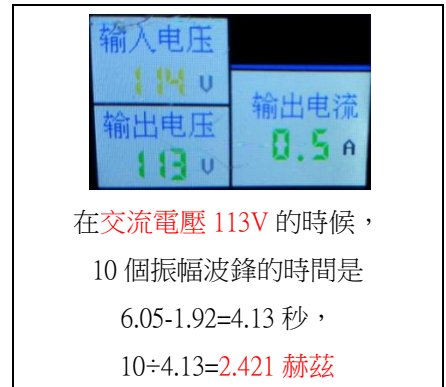 输入电压
114 V
输出电压
113 V
输出电流
0.5 A
在交流電壓 113V 的時候，
10 個振幅波鋒的時間是
6.05-1.92=4.13 秒，
10÷4.13=2.421 赫茲